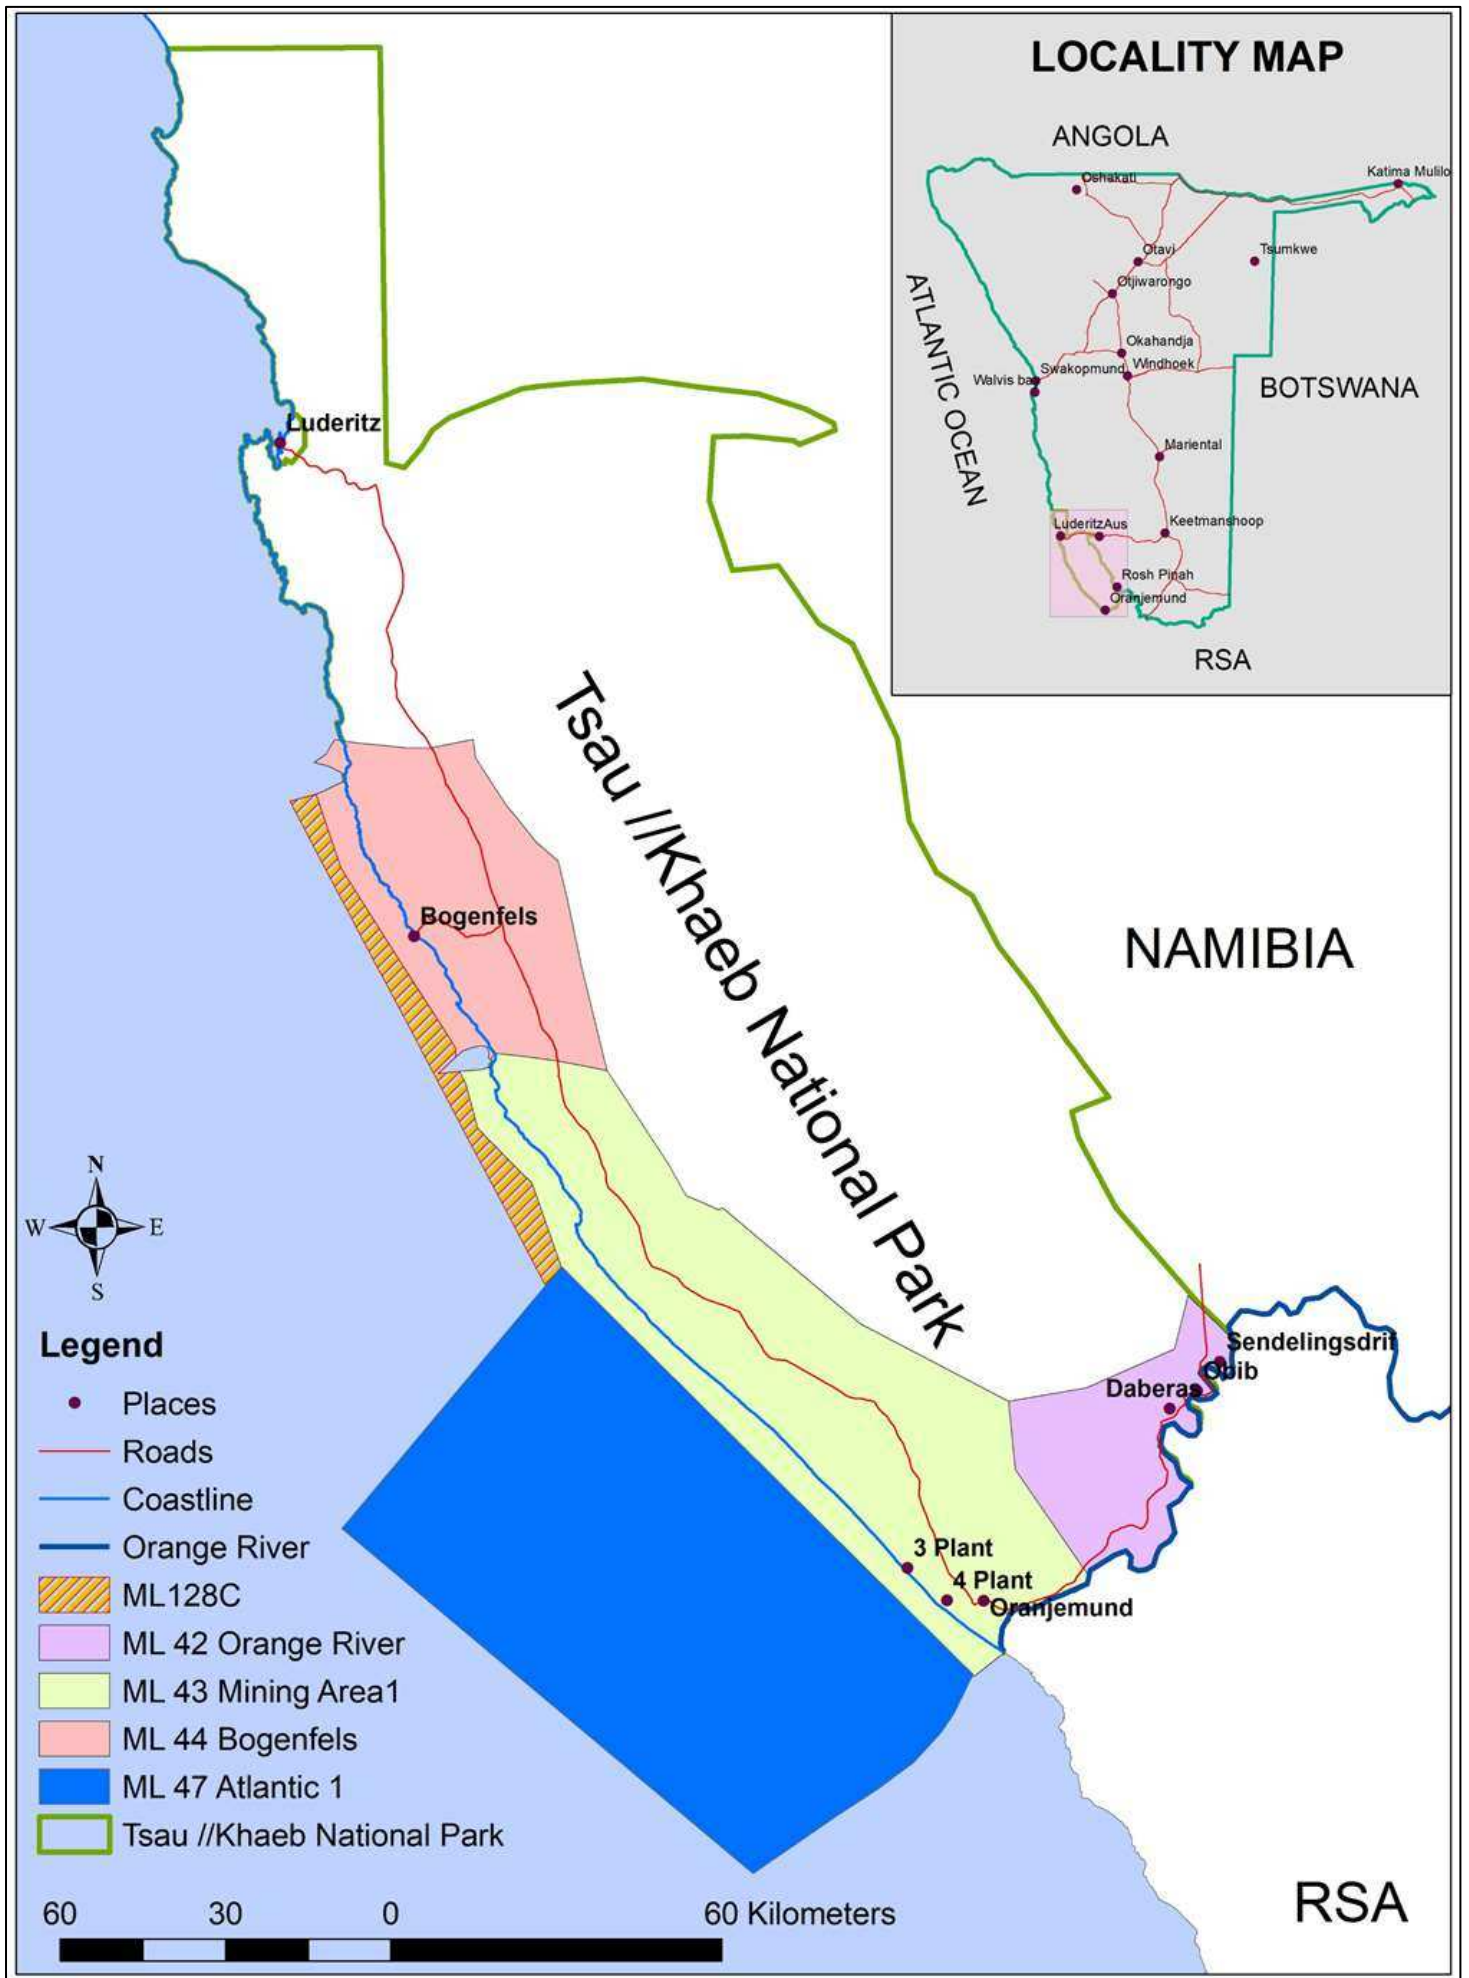 LOCALITY MAP
ANGOLA
Katima Mulilo
Oshakati
Otavi
Tsumkwe
Otjiwarongo
ATLANTIC OCEAN
Okahandja
Swakopmund
Windhoek
Walvis ba
BOTSWANA
Mariental
LuderitzAus
Keetmanshoop
Rosh Pinah
Oranjemund
RSA
Luderitz
Tsau //Khaeb National Park
Bogenfels
NAMIBIA
N
W E
S
Sendelingsdrif
Obib
Daberas
3 Plant
4 Plant
Oranjemund
Legend
Places
Roads
Coastline
Orange River
ML128C
ML 42 Orange River
ML 43 Mining Area1
ML 44 Bogenfels
ML 47 Atlantic 1
Tsau //Khaeb National Park
RSA
60 30 0 60 Kilometers